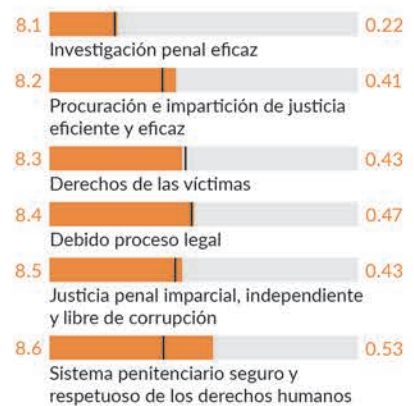 8.1 0.22
Investigación penal eficaz
8.2 0.41
Procuración e impartición de justicia
eficiente y eficaz
8.3 0.43
Derechos de las víctimas
8.4 0.47
Debido proceso legal
8.5 0.43
Justicia penal imparcial, independiente
y libre de corrupción
8.6 0.53
Sistema penitenciario seguro y
respetuoso de los derechos humanos